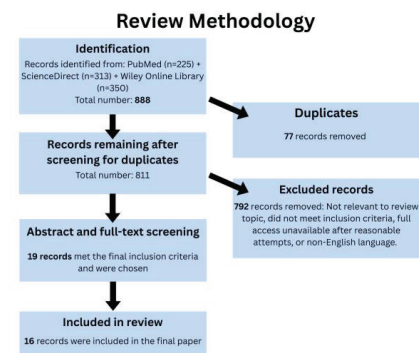 Review Methodology
Identification
Records identified from: PubMed (n=225) +
ScienceDirect (n=313) + Wiley Online Library
(n=350)
Total number: 888
Duplicates
77 records removed
Records remaining after
screening for duplicates
Total number: 811
Excluded records
792 records removed: Not relevant to review
topic, did not meet inclusion criteria, full
access unavailable after reasonable
attempts, or non-English language.
Abstract and full-text screening
19 records met the final inclusion criteria
and were chosen
Included in review
16 records were included in the final paper